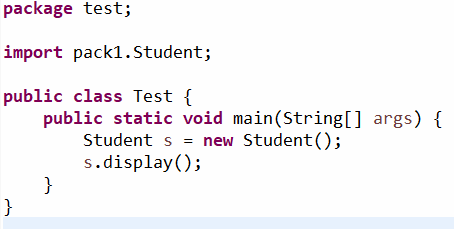 package test;
import pack1.Student;
public class Test {
public static void main(String[] args) {
Student s = new Student();
s.display();
}
}